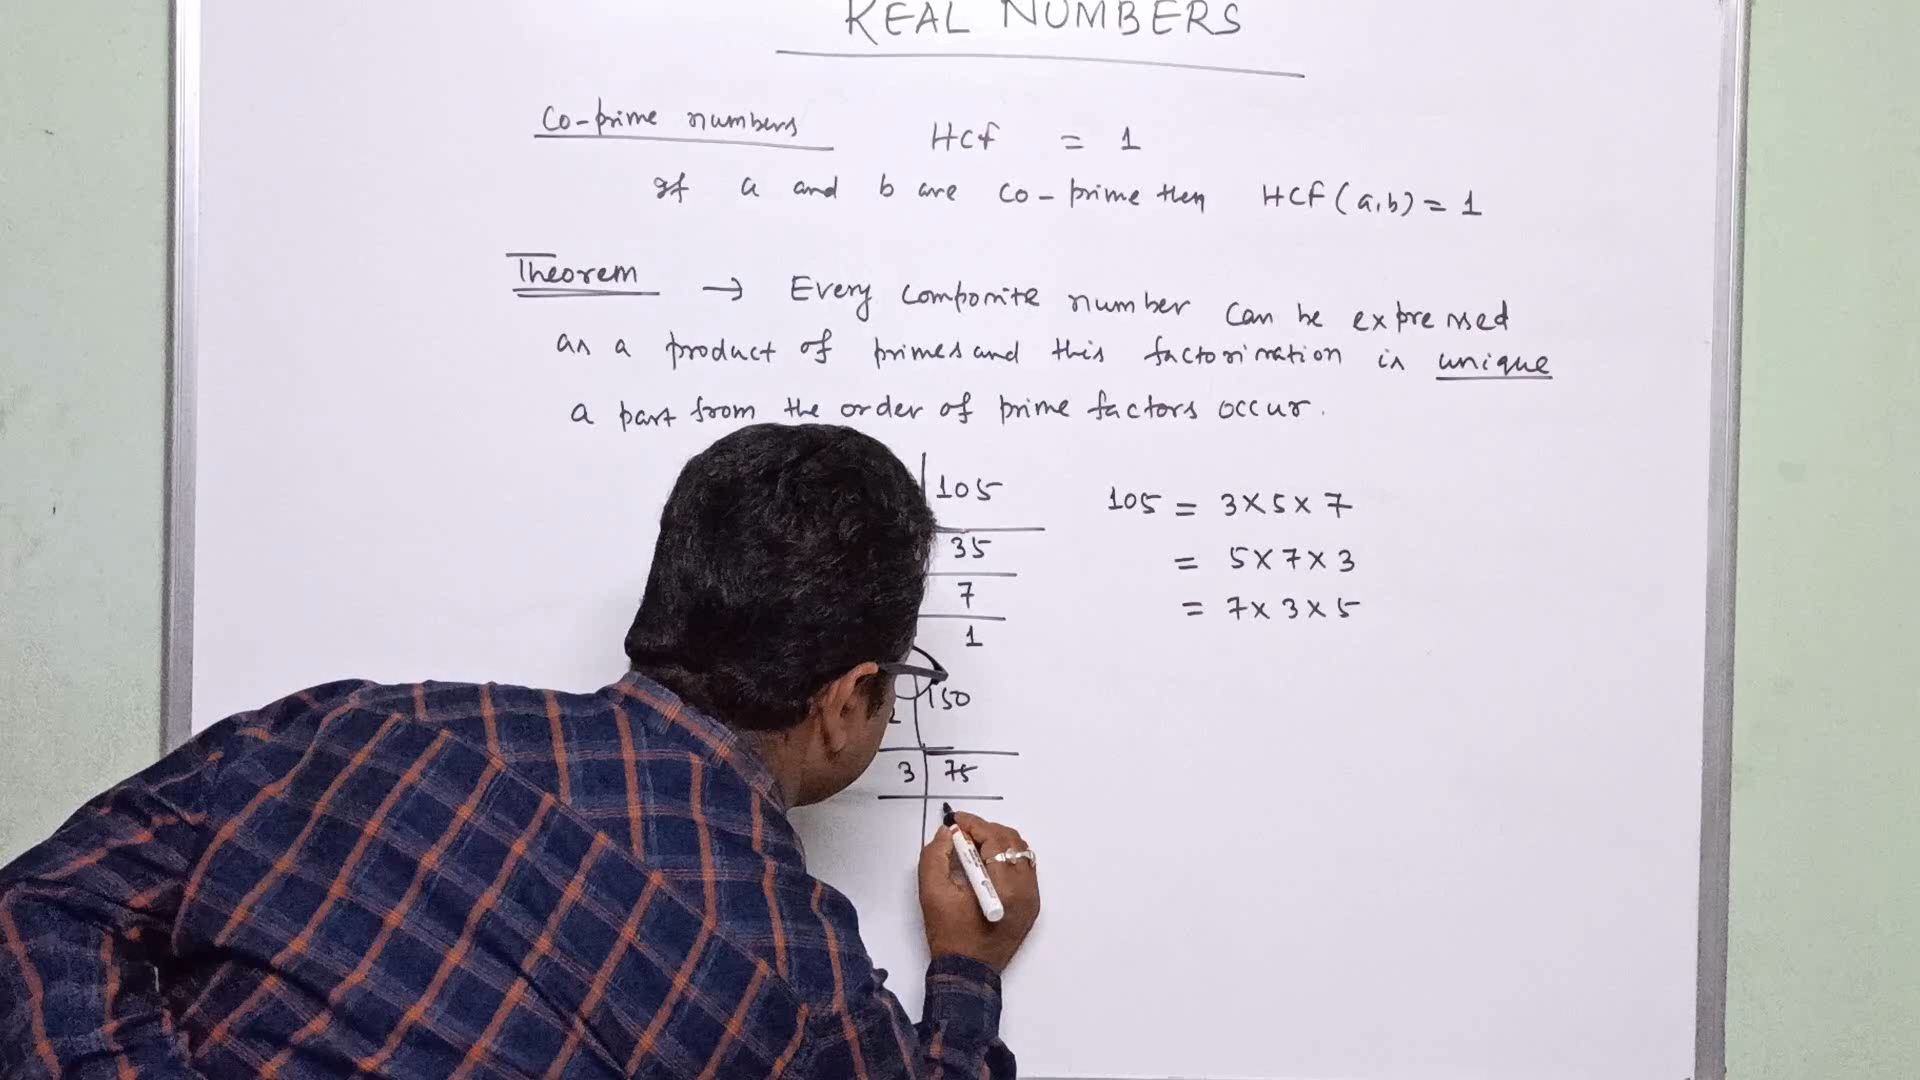 REAL NUMBERS
Co-prime numbers HCF = 1
If a and b are co-prime then HCF(a,b) = 1
Theorem → Every composite number can be expressed
as a product of primes and this factorisation is unique
a part from the order of prime factors occur.
105
35
7
1
105 = 3×5×7
= 5×7×3
= 7×3×5
2 150
3 75